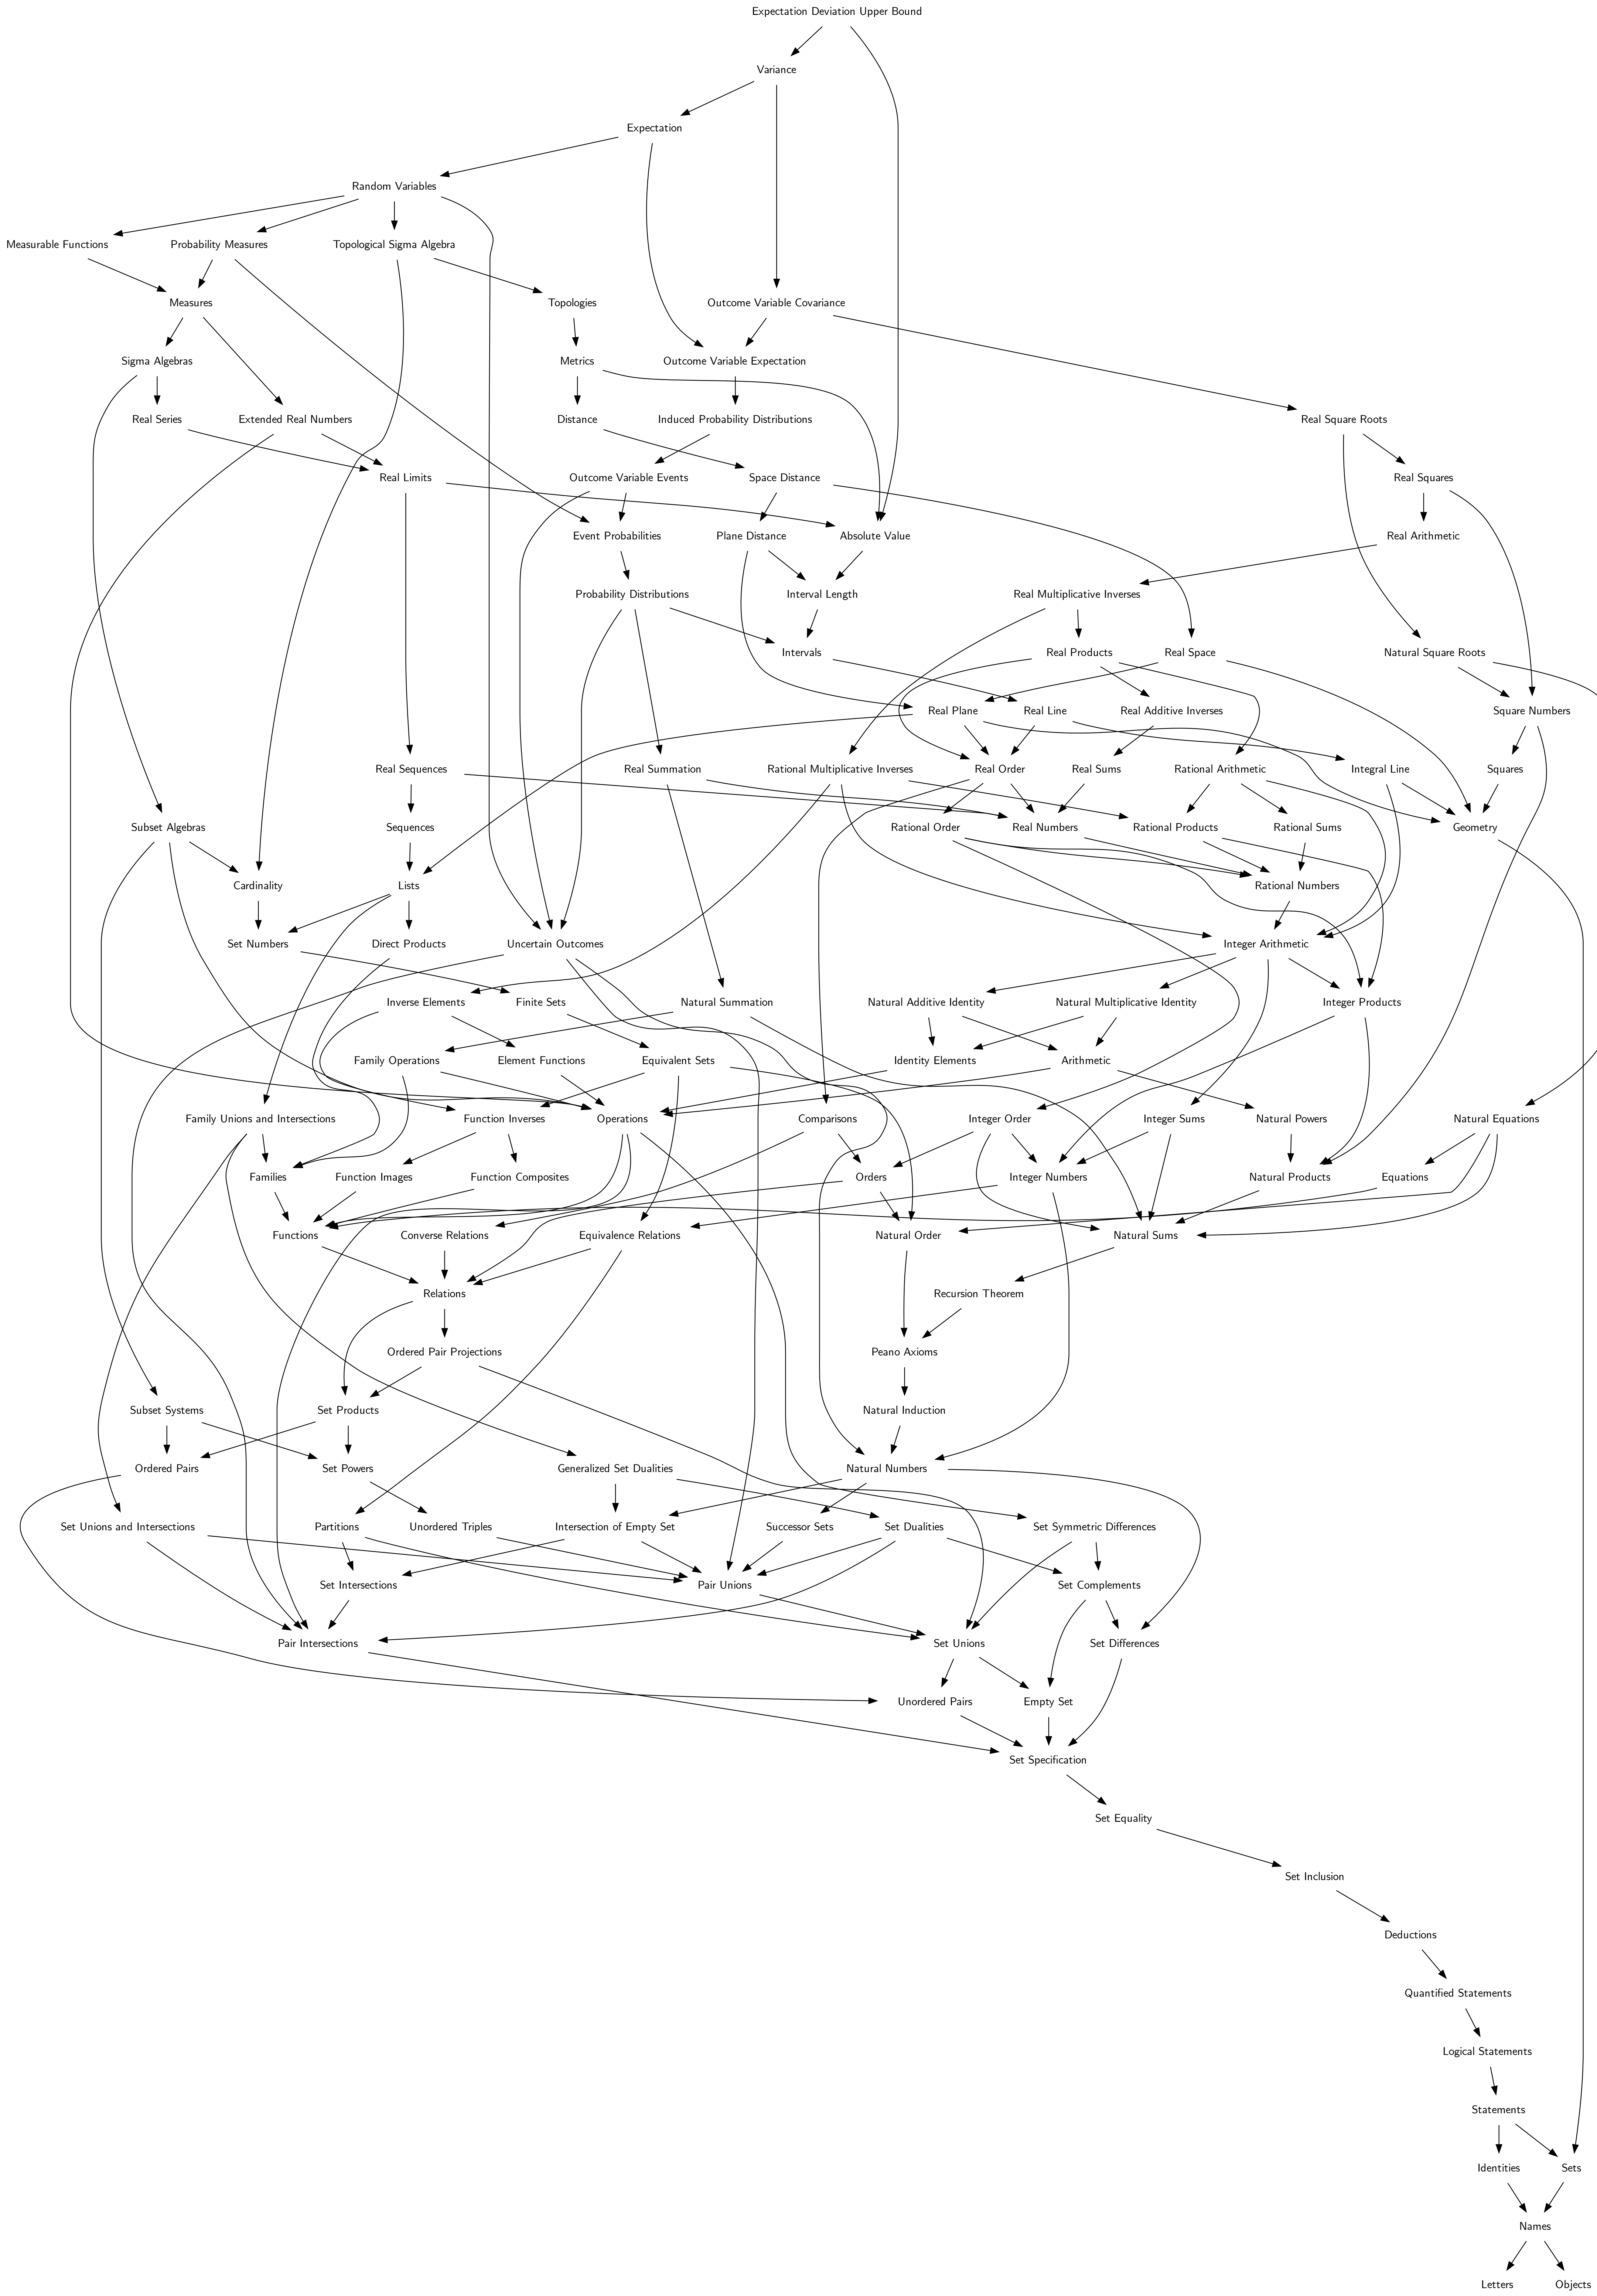 Expectation Deviation Upper Bound
Variance
Expectation
Random Variables
Measurable Functions
Probability Measures
Topological Sigma Algebra
Measures
Topologies
Outcome Variable Covariance
Sigma Algebras
Metrics
Outcome Variable Expectation
Real Series
Extended Real Numbers
Distance
Induced Probability Distributions
Real Square Roots
Real Limits
Outcome Variable Events
Space Distance
Real Squares
Event Probabilities
Plane Distance
Absolute Value
Real Arithmetic
Probability Distributions
Interval Length
Real Multiplicative Inverses
Intervals
Real Products
Real Space
Natural Square Roots
Real Plane
Real Line
Real Additive Inverses
Square Numbers
Real Sequences
Real Summation
Rational Multiplicative Inverses
Real Order
Real Sums
Rational Arithmetic
Integral Line
Squares
Subset Algebras
Sequences
Rational Order
Real Numbers
Rational Products
Rational Sums
Geometry
Cardinality
Lists
Rational Numbers
Set Numbers
Direct Products
Uncertain Outcomes
Integer Arithmetic
Inverse Elements
Finite Sets
Natural Summation
Natural Additive Identity
Natural Multiplicative Identity
Integer Products
Family Operations
Element Functions
Equivalent Sets
Identity Elements
Arithmetic
Family Unions and Intersections
Function Inverses
Operations
Comparisons
Integer Order
Integer Sums
Natural Powers
Natural Equations
Families
Function Images
Function Composites
Orders
Integer Numbers
Natural Products
Equations
Functions
Converse Relations
Equivalence Relations
Natural Order
Natural Sums
Relations
Recursion Theorem
Ordered Pair Projections
Peano Axioms
Subset Systems
Set Products
Natural Induction
Ordered Pairs
Set Powers
Generalized Set Dualities
Natural Numbers
Set Unions and Intersections
Partitions
Unordered Triples
Intersection of Empty Set
Successor Sets
Set Dualities
Set Symmetric Differences
Set Intersections
Pair Unions
Set Complements
Pair Intersections
Set Unions
Set Differences
Unordered Pairs
Empty Set
Set Specification
Set Equality
Set Inclusion
Deductions
Quantified Statements
Logical Statements
Statements
Identities
Sets
Names
Letters
Objects